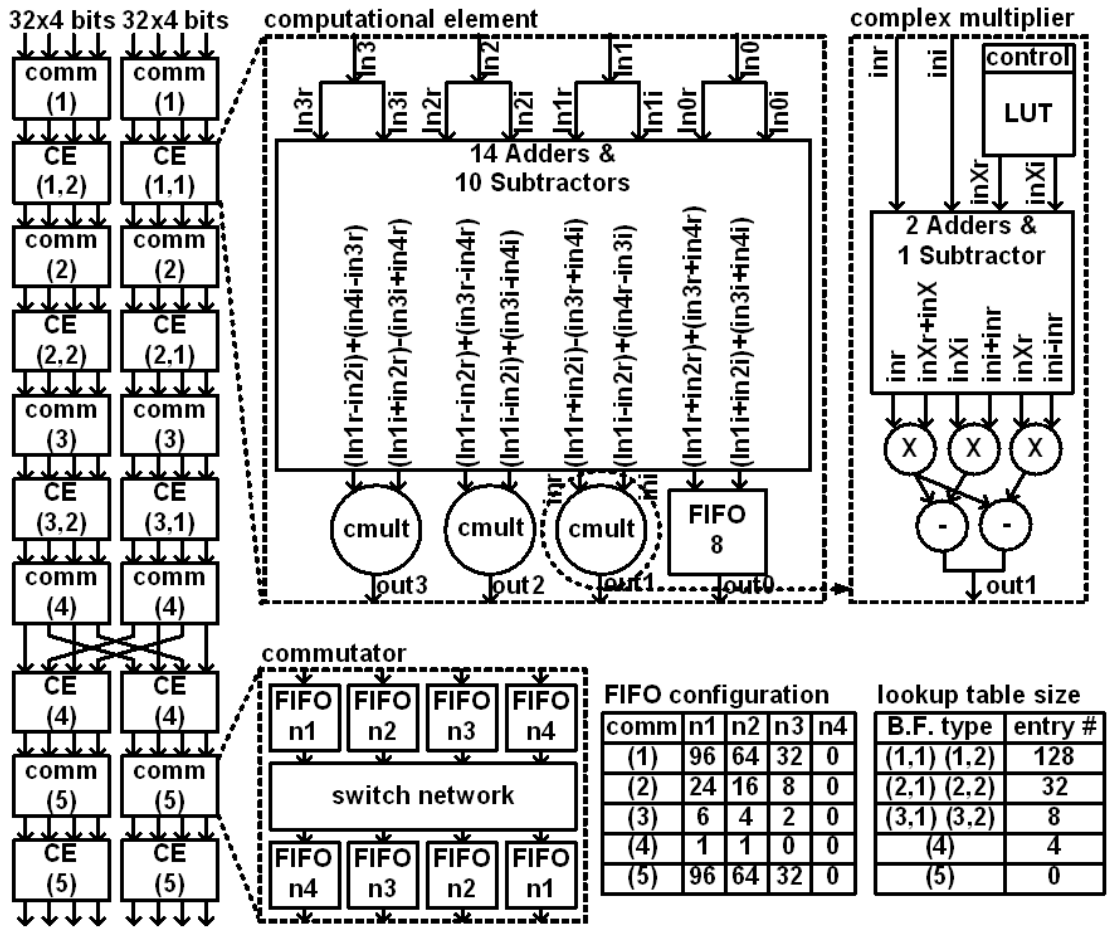 32x4 bits 32x4 bits
comm
(1)
comm
(1)
CE
(1,2)
CE
(1,1)
comm
(2)
comm
(2)
CE
(2,2)
CE
(2,1)
comm
(3)
comm
(3)
CE
(3,2)
CE
(3,1)
comm
(4)
comm
(4)
CE
(4)
CE
(4)
comm
(5)
comm
(5)
CE
(5)
CE
(5)
computational element
In3
In2
In1
In0
In3r
In3i
In2r
In2i
In1r
In1i
In0r
In0i
14 Adders &
10 Subtractors
(In1r-in2i)+(in4i-in3r)
(In1i+in2r)-(in3i+in4r)
(In1r-in2r)+(in3r-in4r)
(In1i-in2i)+(in3i-in4i)
(In1r+in2i)-(in3r+in4i)
(In1i-in2r)+(in4r-in3i)
(In1r+in2r)+(in3r+in4r)
(In1i+in2i)+(in3i+in4i)
inr
ini
cmult
cmult
cmult
FIFO
8
out3
out2
out1
out0
complex multiplier
inr
ini
control
LUT
inXr
inXi
2 Adders &
1 Subtractor
inr
inXr+inX
inXi
ini+inr
inXr
ini-inr
X
X
X
-
-
out1
commutator
FIFO
n1
FIFO
n2
FIFO
n3
FIFO
n4
switch network
FIFO
n4
FIFO
n3
FIFO
n2
FIFO
n1
FIFO configuration
comm n1 n2 n3 n4
(1) 96 64 32 0
(2) 24 16 8 0
(3) 6 4 2 0
(4) 1 1 0 0
(5) 96 64 32 0
lookup table size
B.F. type entry #
(1,1) (1,2) 128
(2,1) (2,2) 32
(3,1) (3,2) 8
(4) 4
(5) 0